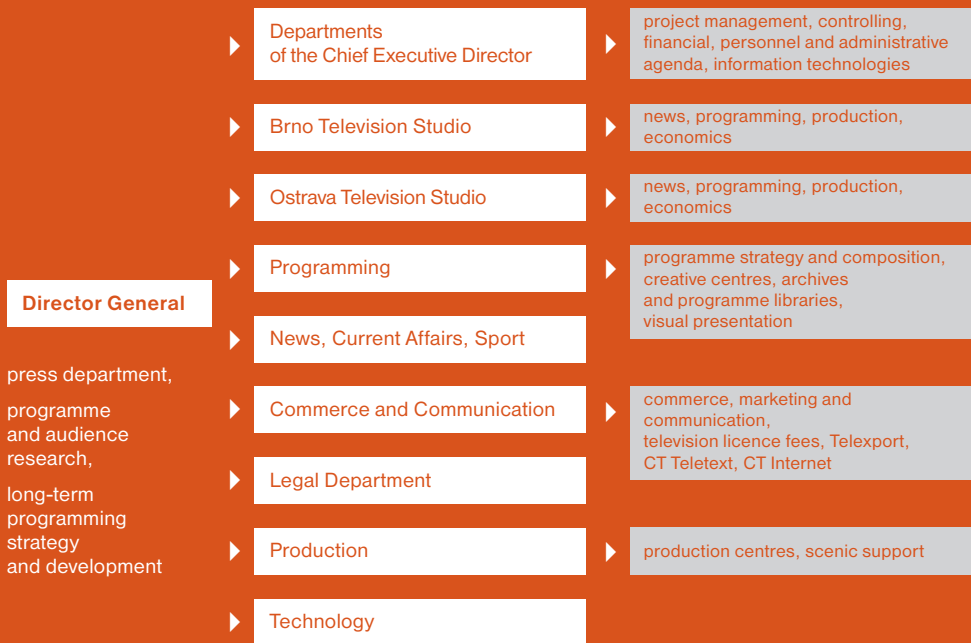 Director General
press department,
programme
and audience
research,
long-term
programming
strategy
and development
Departments
of the Chief Executive Director
project management, controlling,
financial, personnel and administrative
agenda, information technologies
Brno Television Studio
news, programming, production,
economics
Ostrava Television Studio
news, programming, production,
economics
Programming
programme strategy and composition,
creative centres, archives
and programme libraries,
visual presentation
News, Current Affairs, Sport
Commerce and Communication
commerce, marketing and
communication,
television licence fees, Telexport,
CT Teletext, CT Internet
Legal Department
Production
production centres, scenic support
Technology